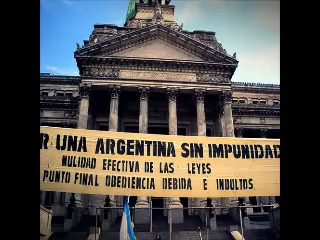 R UNA ARGENTINA SIN IMPUNIDAD
NULIDAD EFECTIVA DE LAS LEYES
PUNTO FINAL OBEDIENCIA DEBIDA E INDULTOS.